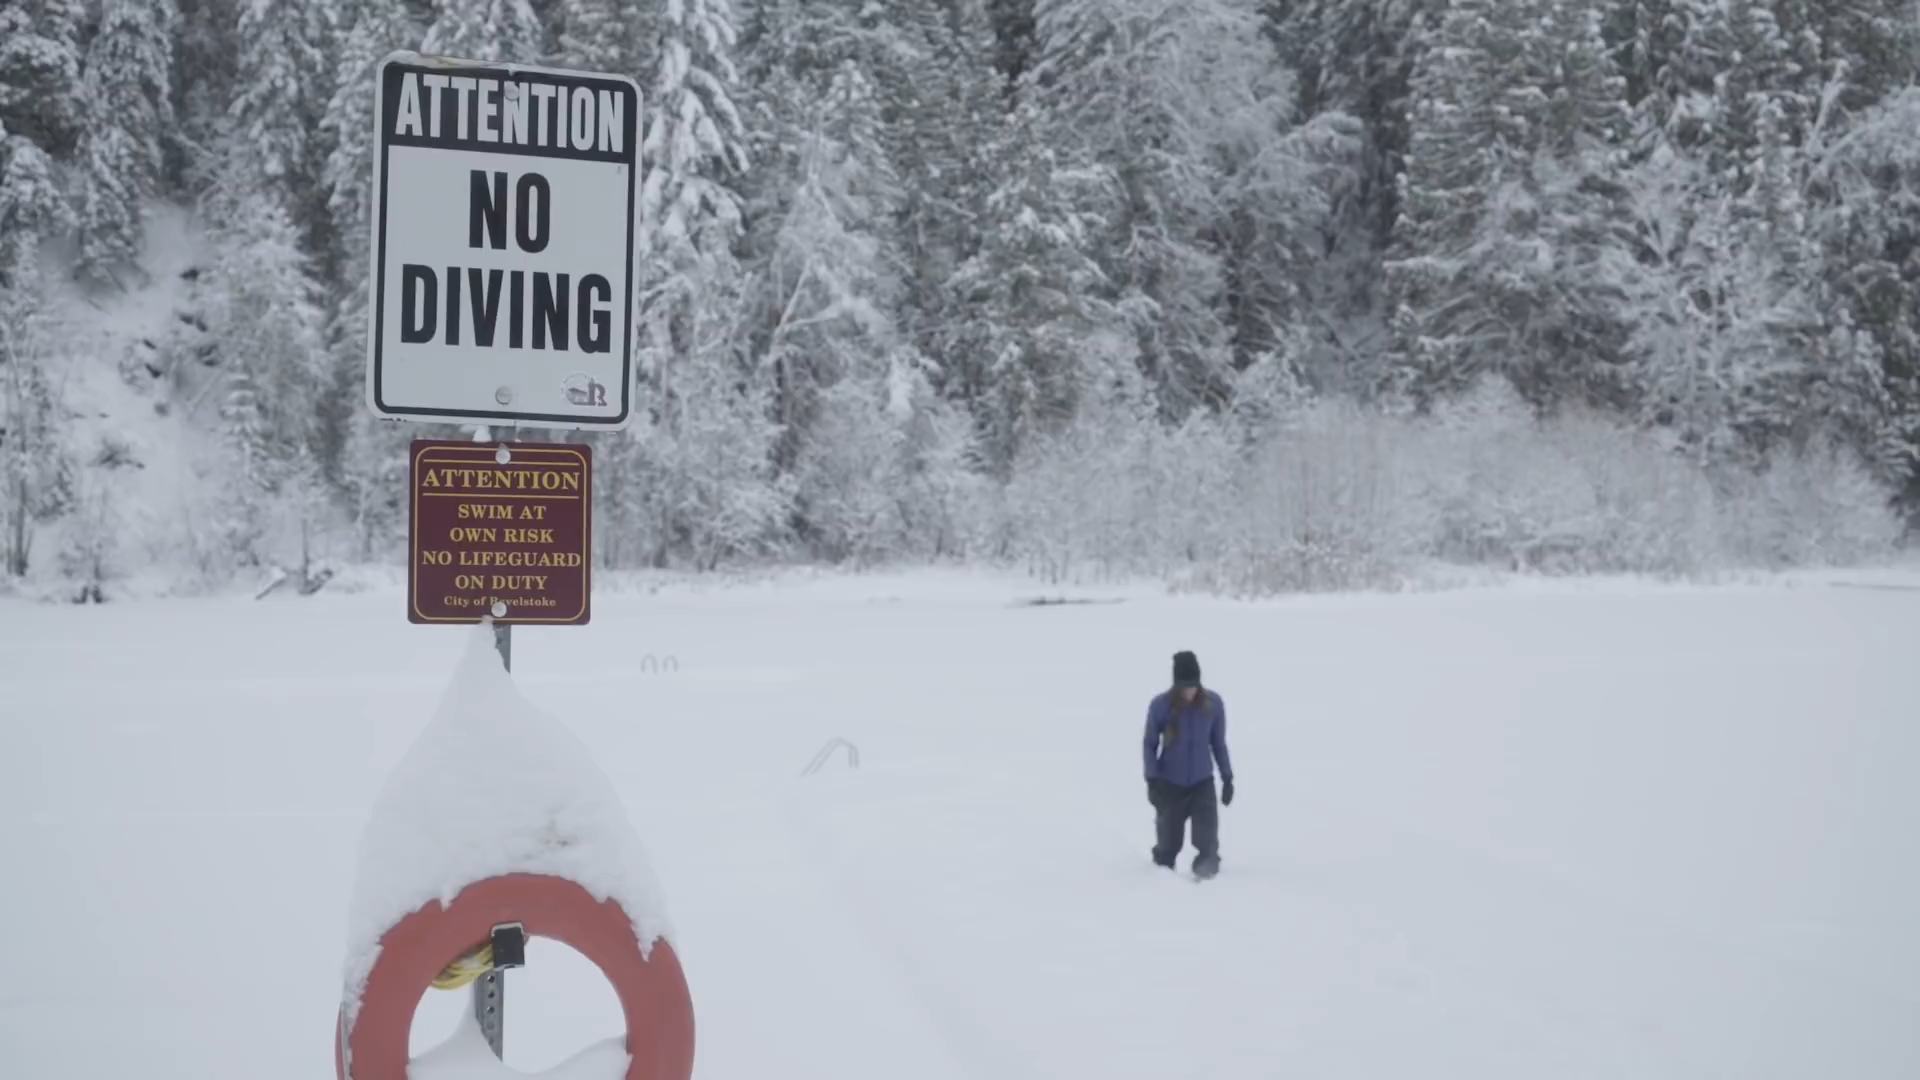 ATTENTION
NO
DIVING
ATTENTION
SWIM AT
OWN RISK
NO LIFEGUARD
ON DUTY
City of Revelstoke